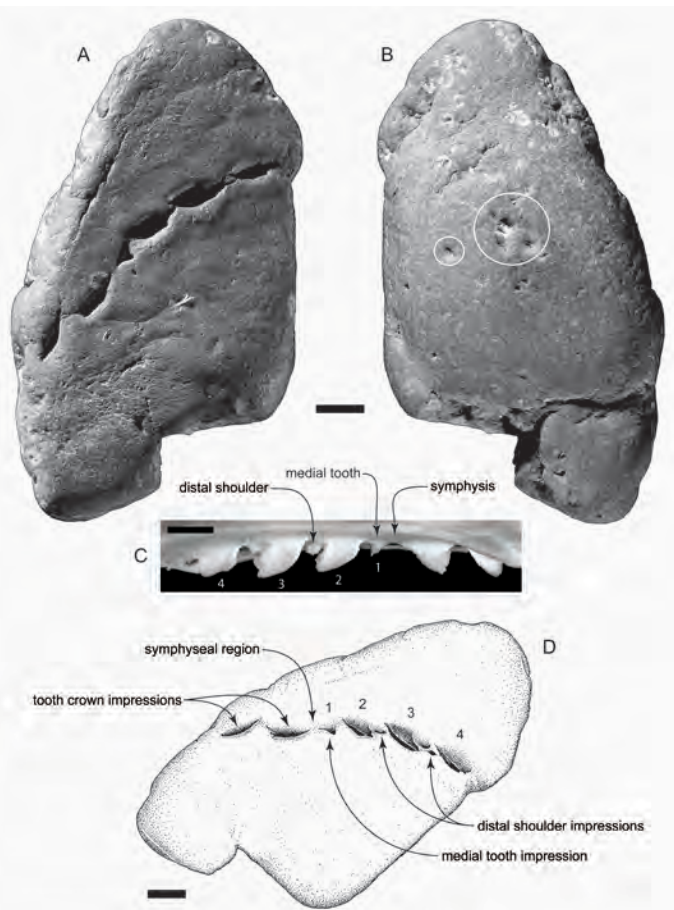 A
B
medial tooth
distal shoulder
symphysis
C
4
3
2
1
D
symphyseal region
tooth crown impressions
1
2
3
4
distal shoulder impressions
medial tooth impression